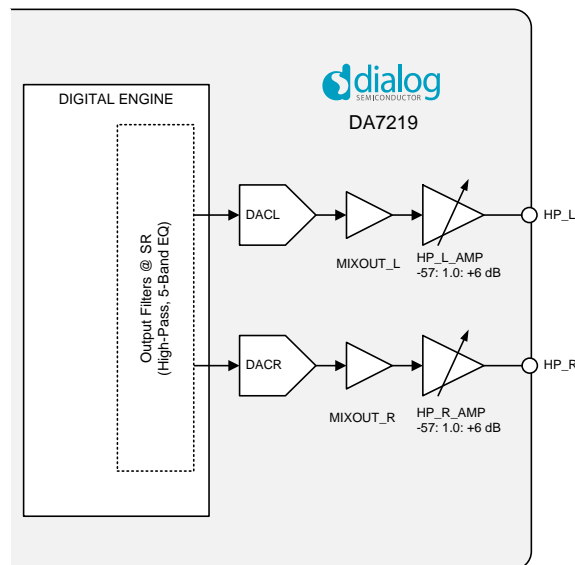 dialog
SEMICONDUCTOR
DA7219
DIGITAL ENGINE
Output Filters @ SR
(High-Pass, 5-Band EQ)
DACL
MIXOUT_L
HP_L_AMP
-57: 1.0: +6 dB
HP_L
DACR
MIXOUT_R
HP_R_AMP
-57: 1.0: +6 dB
HP_R